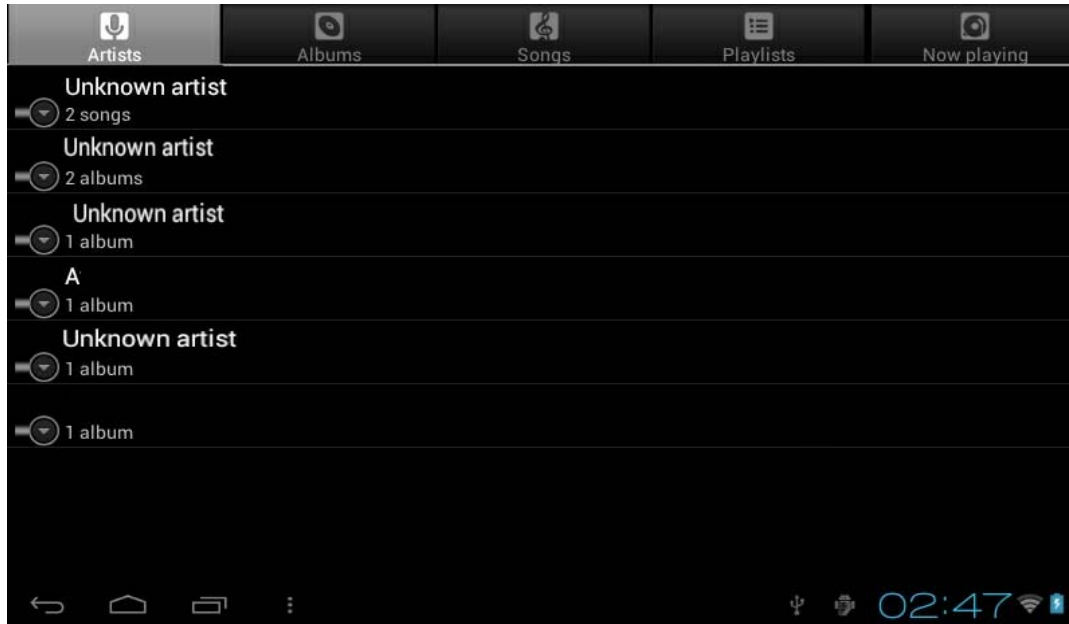 Artists Albums Songs Playlists Now playing
Unknown artist
2 songs
Unknown artist
2 albums
Unknown artist
1 album
A
1 album
Unknown artist
1 album
1 album
02:47